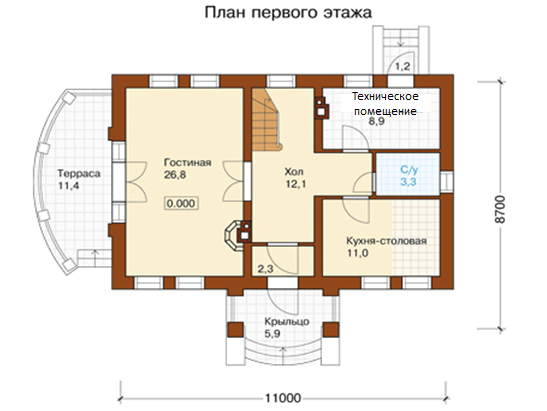 План первого этажа
1,2
Техническое
помещение
8,9
Гостиная
26,8
Терраса
11,4
Хол
12,1
С/у
3,3
0.000
8700
Кухня-столовая
11,0
2,3
Крыльцо
5,9
11000